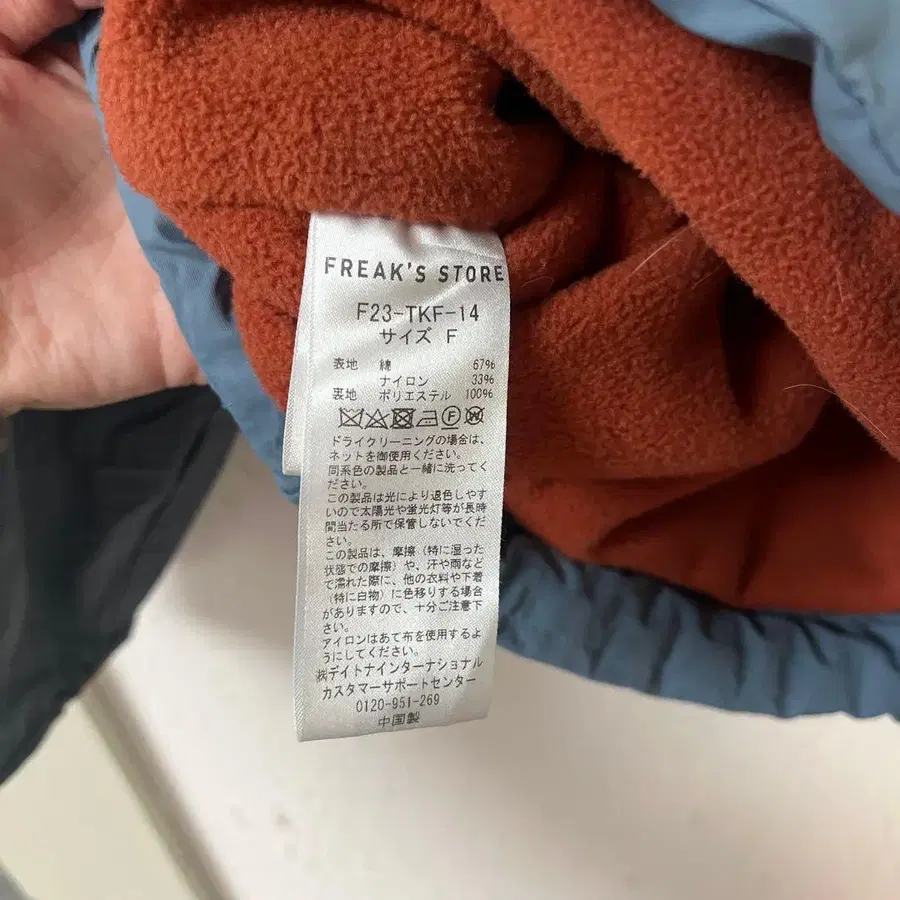 FREAK'S STORE
F23-TKF-14
サイズ F
表地 綿 67%
ナイロン 33%
裏地 ポリエステル 100%
ドライクリーニングの場合は、
ネットを御使用ください。
同系色の製品と一緒に洗ってく
ださい。
この製品は光により退色しやす
いので太陽光や蛍光灯等が長時
間当たる所で保管しないでくだ
さい。
この製品は、摩擦（特に湿った
状態での摩擦）や、汗や雨など
で濡れた際に、他の衣料や下着
（特に白物）に色移りする場合
がありますので、十分ご注意下
さい。
アイロンはあて布を使用するよ
うにしてください。
㈱デイトナインターナショナル
カスタマーサポートセンター
0120-951-269
中国製